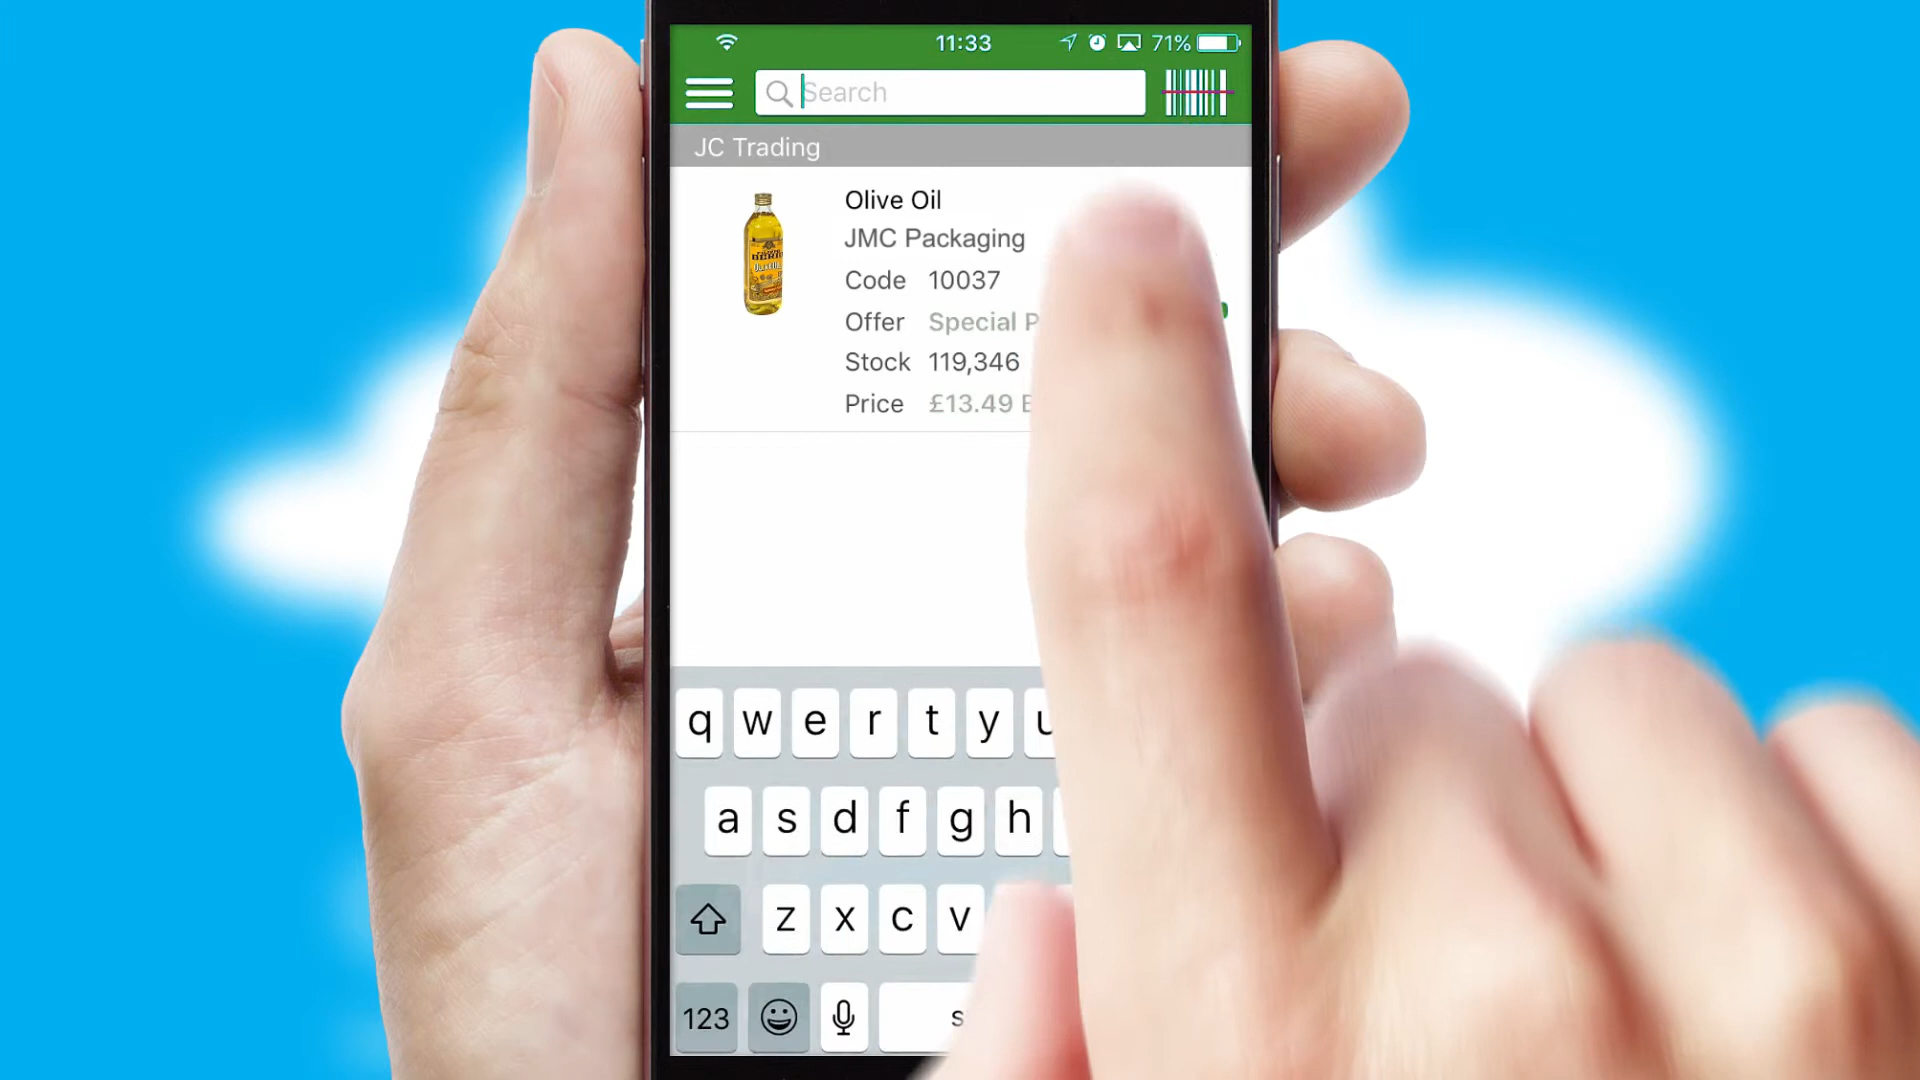 11:33 71%
Search
JC Trading
Olive Oil
JMC Packaging
Code 10037
Offer Special
Stock 119,346
Price £13.49
q w e r t y u
a s d f g h
z x c v
123